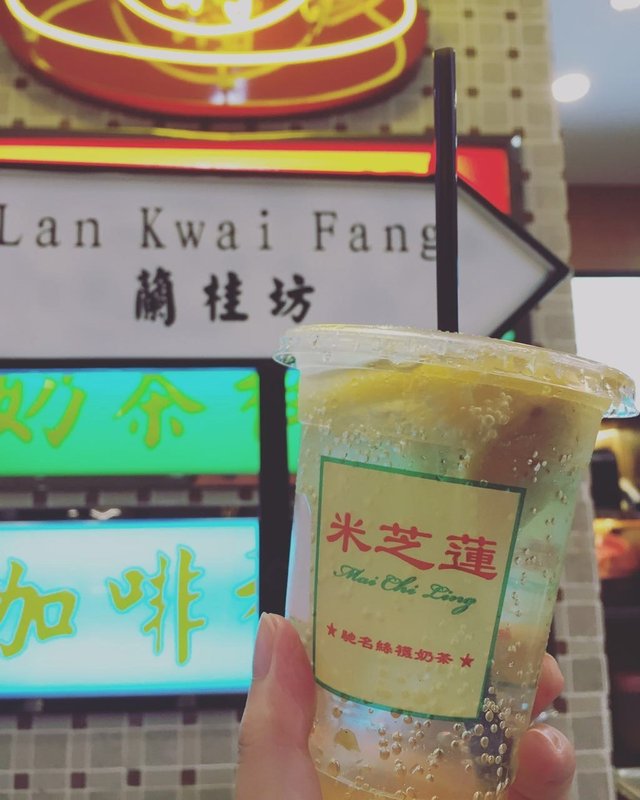 Lan Kwai Fang
蘭桂坊
奶茶
咖啡
米芝蓮
Mai Chi Ling
★馳名絲襪奶茶★